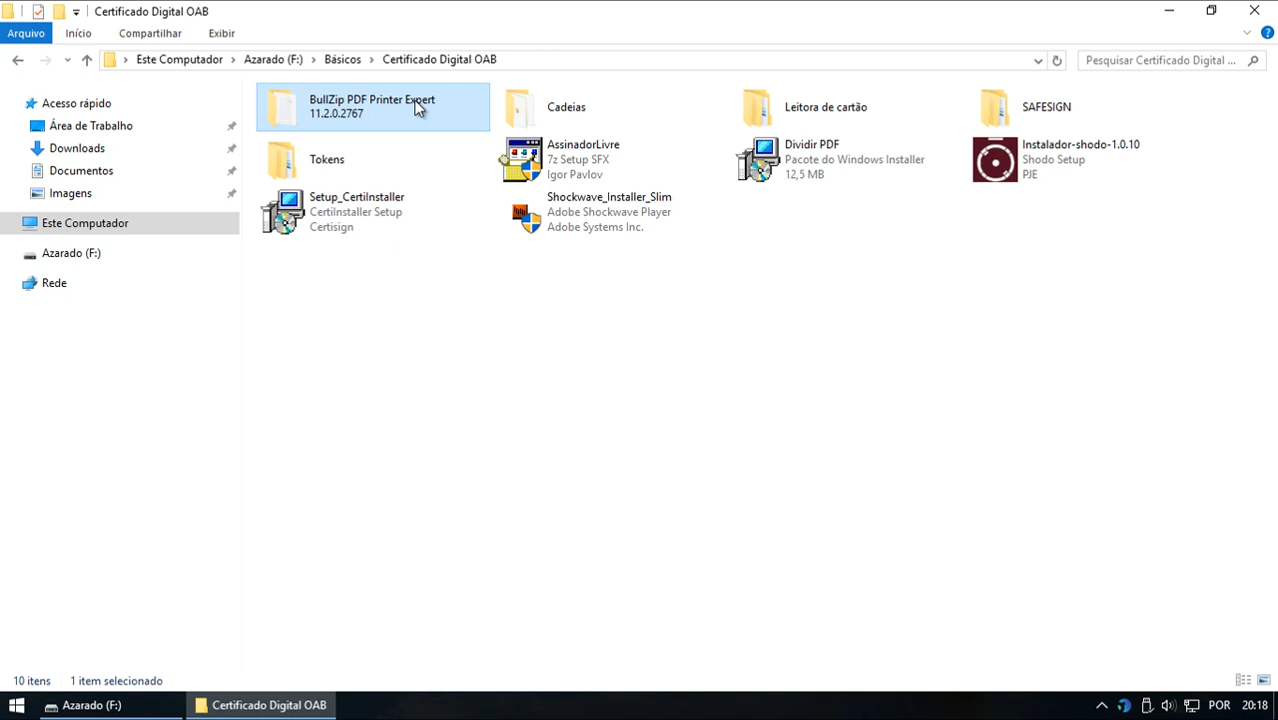 Certificado Digital OAB
Arquivo
Início
Compartilhar
Exibir
Este Computador
Azarado (F:)
Básicos
Certificado Digital OAB
Pesquisar Certificado Digital ...
Acesso rápido
Área de Trabalho
Downloads
Documentos
Imagens
Este Computador
Azarado (F:)
Rede
BullZip PDF Printer Expert
11.2.0.2767
Cadeias
Leitora de cartão
SAFESIGN
Tokens
AssinadorLivre
7z Setup SFX
Igor Pavlov
Dividir PDF
Pacote do Windows Installer
12,5 MB
Instalador-shodo-1.0.10
Shodo Setup
PJE
Setup_CertiInstaller
CertiInstaller Setup
Certisign
Shockwave_Installer_Slim
Adobe Shockwave Player
Adobe Systems Inc.
10 itens
1 item selecionado
Azarado (F:)
Certificado Digital OAB
POR
20:18